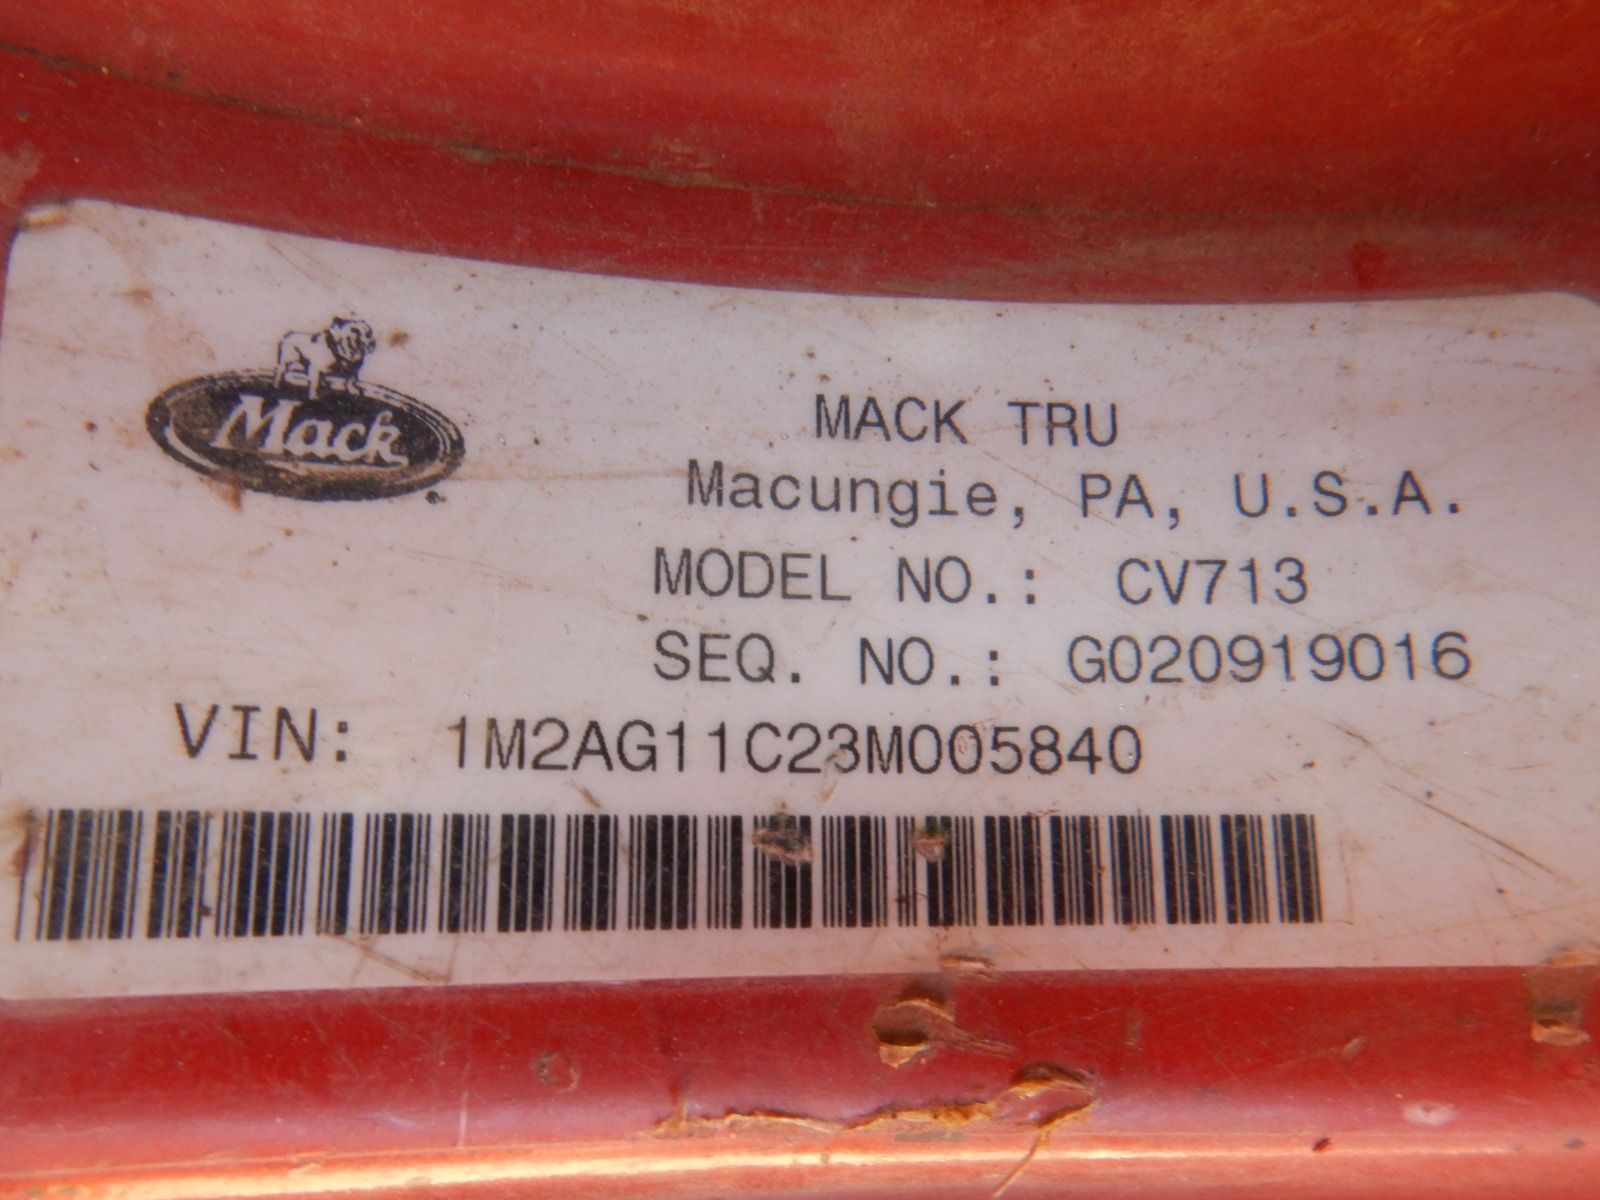 Mack
MACK TRU
Macungie, PA, U.S.A.
MODEL NO.: CV713
SEQ. NO.: G020919016
VIN: 1M2AG11C23M005840